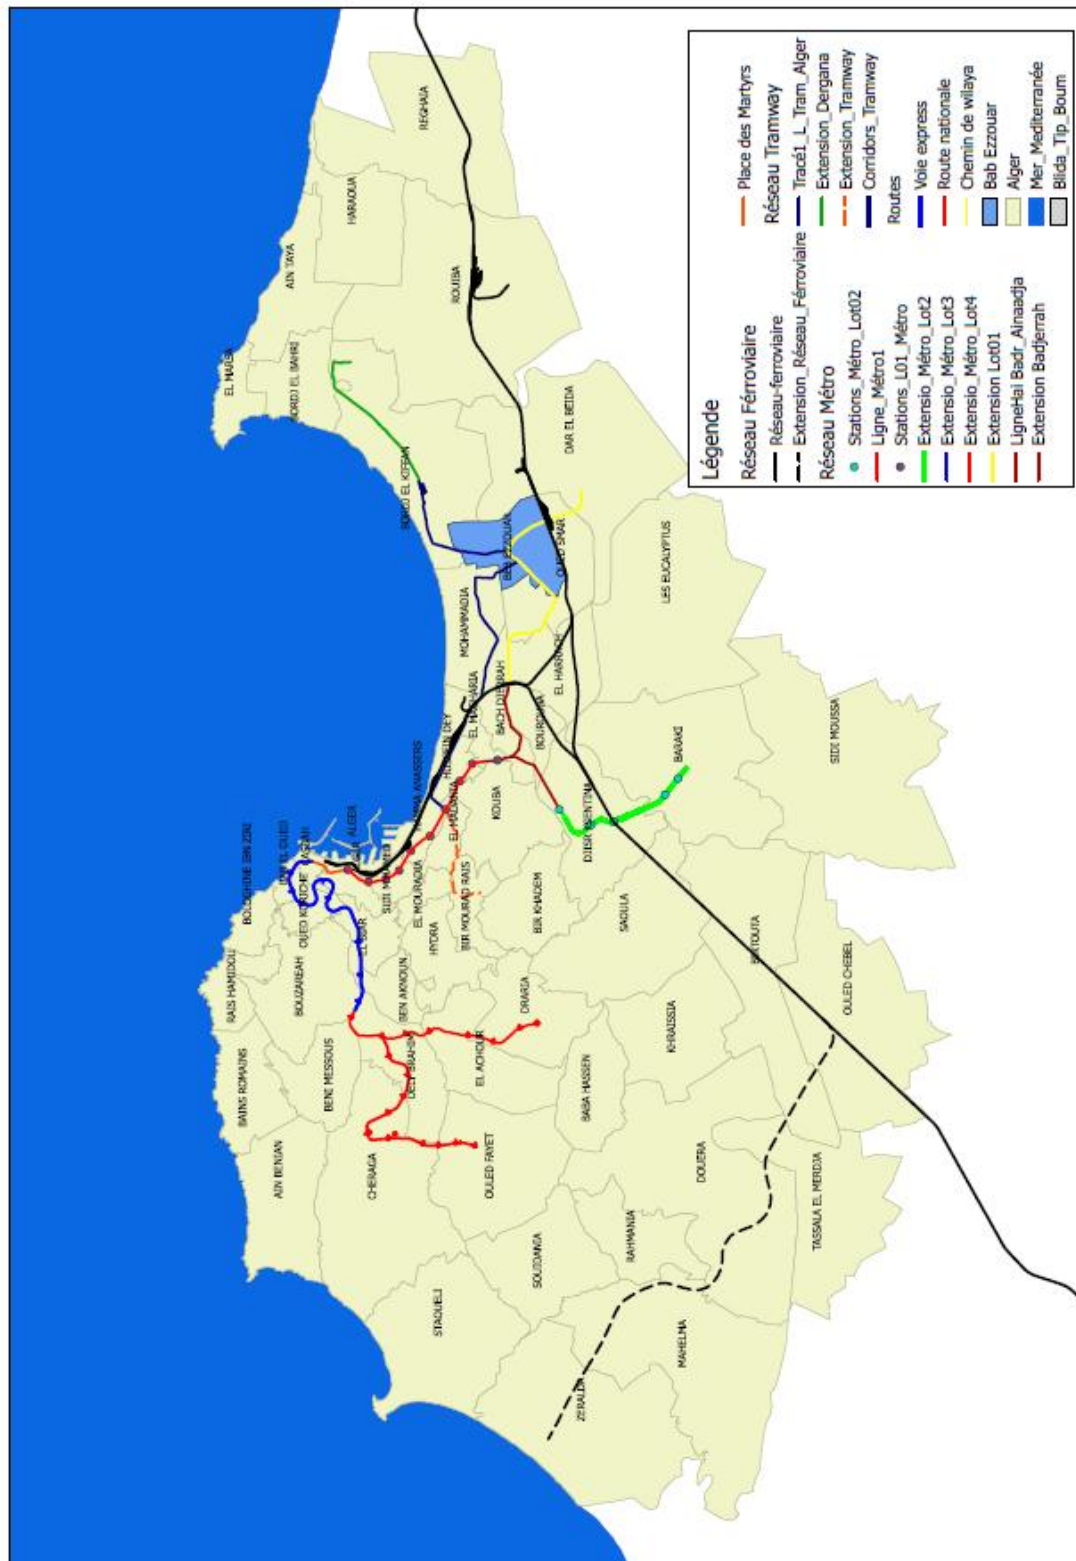 EL MARSA
AIN TAYA
HARAOUA
REGHAIA
BORDJ EL BAHRI
ROUIBA
BORDJ EL KIFFAN
DAR EL BEIDA
BAB EZZOUAR
OUED SMAR
MOHAMMADIA
LES EUCALYPTUS
EL HARRACH
EL MAGHARIA
BACH DJERRAH
BOUROUBA
HUSSEIN DEY
HAMMA ANASSERS
EL MADANIA
KOUBA
DJISR KSENTINA
BARAKI
SIDI MOUSSA
BOLOGHINE IBN ZIRI
BAB EL OUED
CASBAH
ALGER
OUED KORICHE
SIDI MHAMED
EL MOURADIA
EL BIAR
HYDRA
BIR MOURAD RAIS
BIR KHADEM
SAOULA
BIRTOUTA
OULED CHEBEL
RAIS HAMIDOU
BOUZAREAH
BEN AKNOUN
DRARIA
KHRAISSIA
BAINS ROMAINS
BENI MESSOUS
DELY BRAHIM
EL ACHOUR
BABA HASSEN
AIN BENIAN
CHERAGA
OULED FAYET
DOUERA
TASSALA EL MERDJA
SOUIDANIA
RAHMANIA
STAOUELI
MAHELMA
ZERALDA
Légende
Réseau Férroviaire
Réseau-ferroviaire
Extension_Réseau_Férroviaire
Réseau Métro
Stations_Métro_Lot02
Ligne_Métro1
Stations_L01_Métro
Extensio_Métro_Lot2
Extensio_Métro_Lot3
Extensio_Métro_Lot4
Extension Lot01
LigneHai Badr_Ainaadja
Extension Badjerrah
Place des Martyrs
Réseau Tramway
Tracé1_L_Tram_Alger
Extension_Dergana
Extension_Tramway
Corridors_Tramway
Routes
Voie express
Route nationale
Chemin de wilaya
Bab Ezzouar
Alger
Mer_Mediterranée
Blida_Tip_Boum